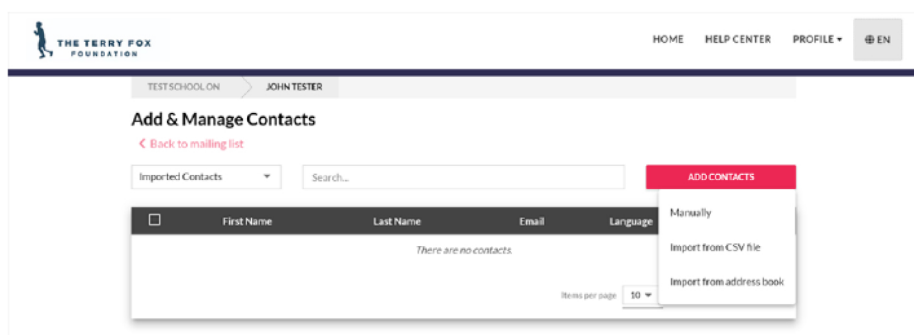 THE TERRY FOX
FOUNDATION
HOME HELP CENTER PROFILE EN
TEST SCHOOL ON JOHN TESTER
Add & Manage Contacts
Back to mailing list
Imported Contacts Search... ADD CONTACTS
Manually
Import from CSV file
Import from address book
First Name Last Name Email Language
There are no contacts.
Items per page 10